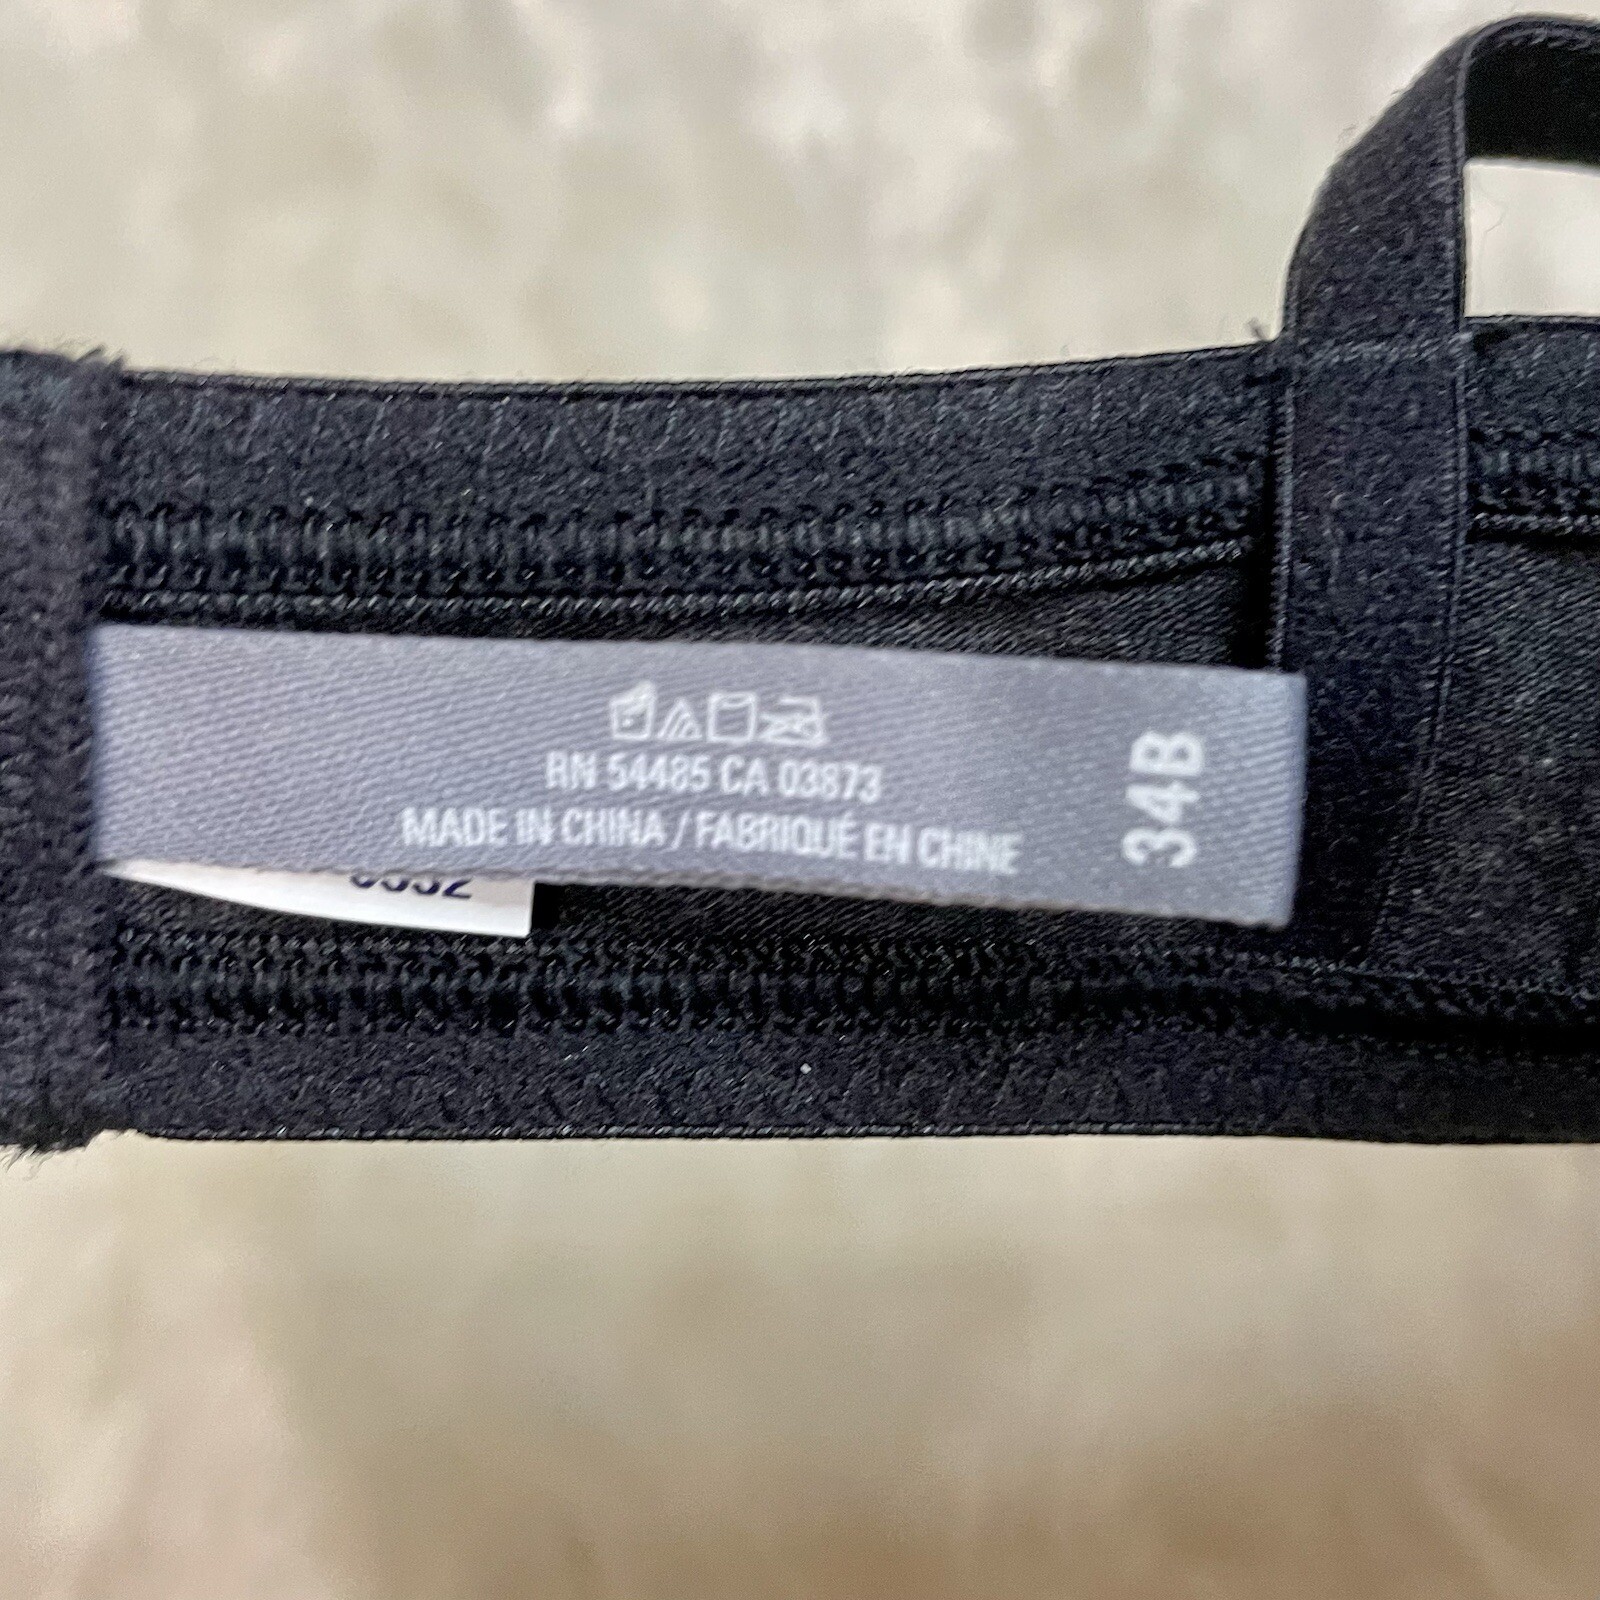 RN 54485 CA 03873
MADE IN CHINA / FABRIQUÉ EN CHINE
34B